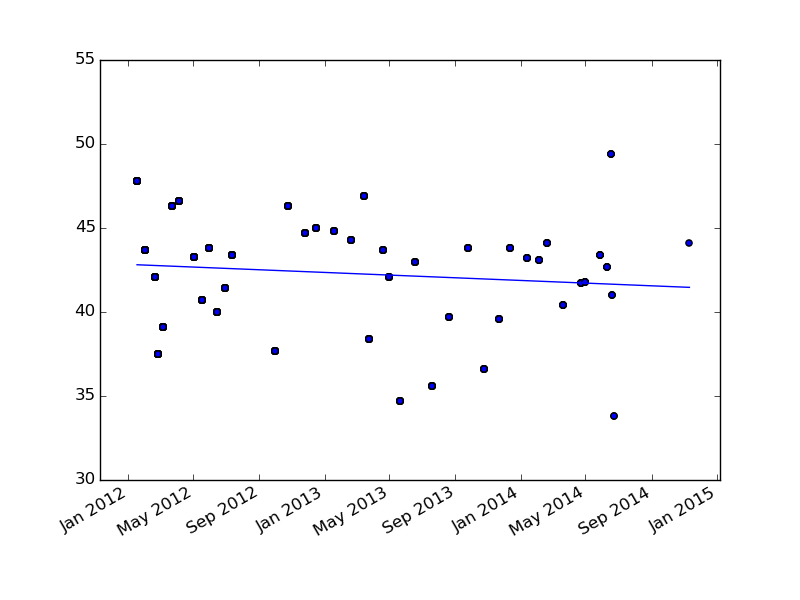 55
50
45
40
35
30
Jan 2012
May 2012
Sep 2012
Jan 2013
May 2013
Sep 2013
Jan 2014
May 2014
Sep 2014
Jan 2015